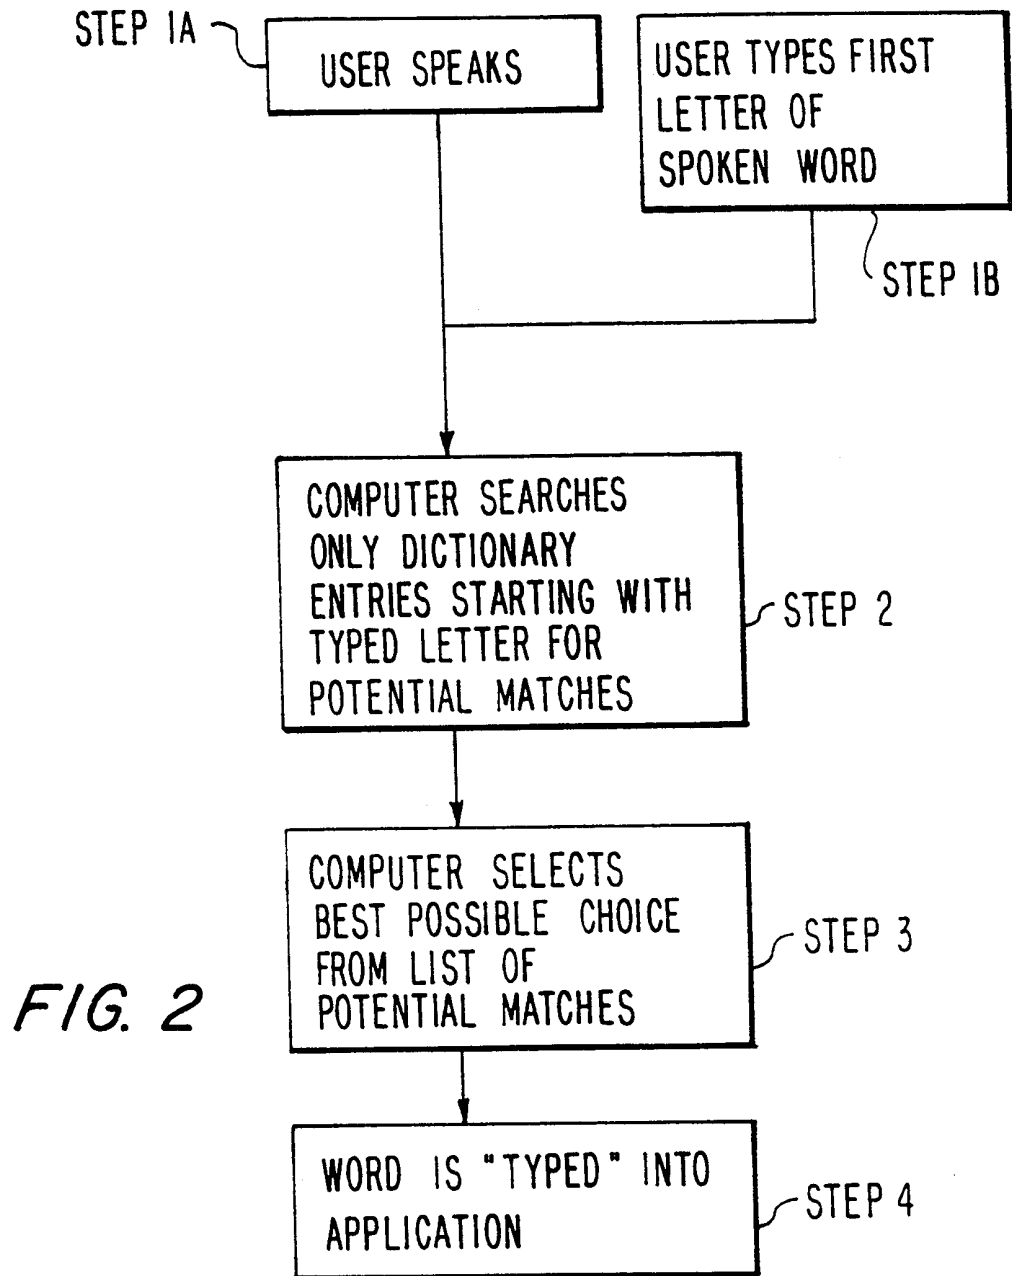 STEP 1A
USER SPEAKS
USER TYPES FIRST
LETTER OF
SPOKEN WORD
STEP 1B
COMPUTER SEARCHES
ONLY DICTIONARY
ENTRIES STARTING WITH
TYPED LETTER FOR
POTENTIAL MATCHES
STEP 2
COMPUTER SELECTS
BEST POSSIBLE CHOICE
FROM LIST OF
POTENTIAL MATCHES
STEP 3
FIG. 2
WORD IS "TYPED" INTO
APPLICATION
STEP 4